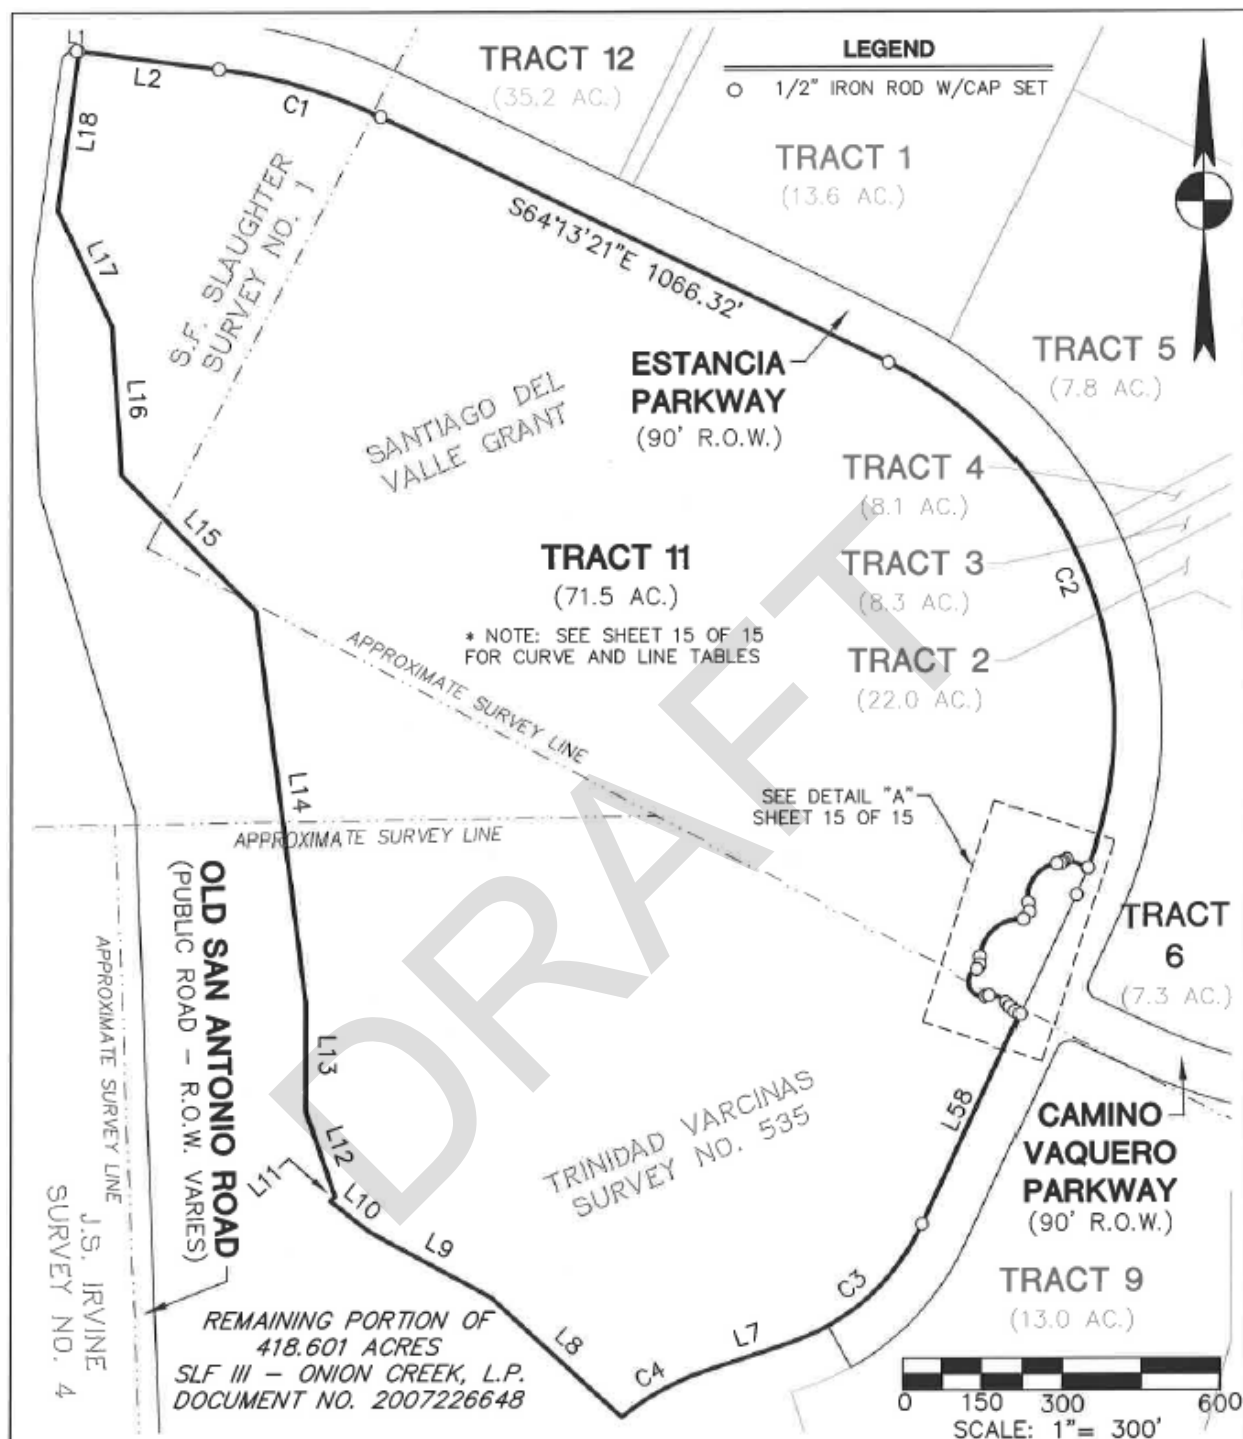 L1
L2
C1
L18
L17
L16
L15
TRACT 12
(35.2 AC.)
LEGEND
1/2" IRON ROD W/CAP SET
TRACT 1
(13.6 AC.)
S.F. SLAUGHTER
SURVEY NO. 1
S64°13'21"E 1066.32'
ESTANCIA
PARKWAY
(90' R.O.W.)
TRACT 5
(7.8 AC.)
SANTIAGO DEL
VALLE GRANT
TRACT 4
(8.1 AC.)
TRACT 3
(8.3 AC.)
TRACT 2
(22.0 AC.)
C2
TRACT 11
(71.5 AC.)
* NOTE: SEE SHEET 15 OF 15
FOR CURVE AND LINE TABLES
APPROXIMATE SURVEY LINE
SEE DETAIL "A"
SHEET 15 OF 15
L14
APPROXIMATE SURVEY LINE
DRAFT
TRACT
6
(7.3 AC.)
OLD SAN ANTONIO ROAD
(PUBLIC ROAD - R.O.W. VARIES)
APPROXIMATE SURVEY LINE
L13
L12
L11
L10
L9
L8
C4
L7
C3
L58
TRINIDAD VARCINAS
SURVEY NO. 535
CAMINO
VAQUERO
PARKWAY
(90' R.O.W.)
J.S. IRVINE
SURVEY NO. 4
TRACT 9
(13.0 AC.)
REMAINING PORTION OF
418.601 ACRES
SLF III - ONION CREEK, L.P.
DOCUMENT NO. 2007226648
0 150 300 600
SCALE: 1"= 300'